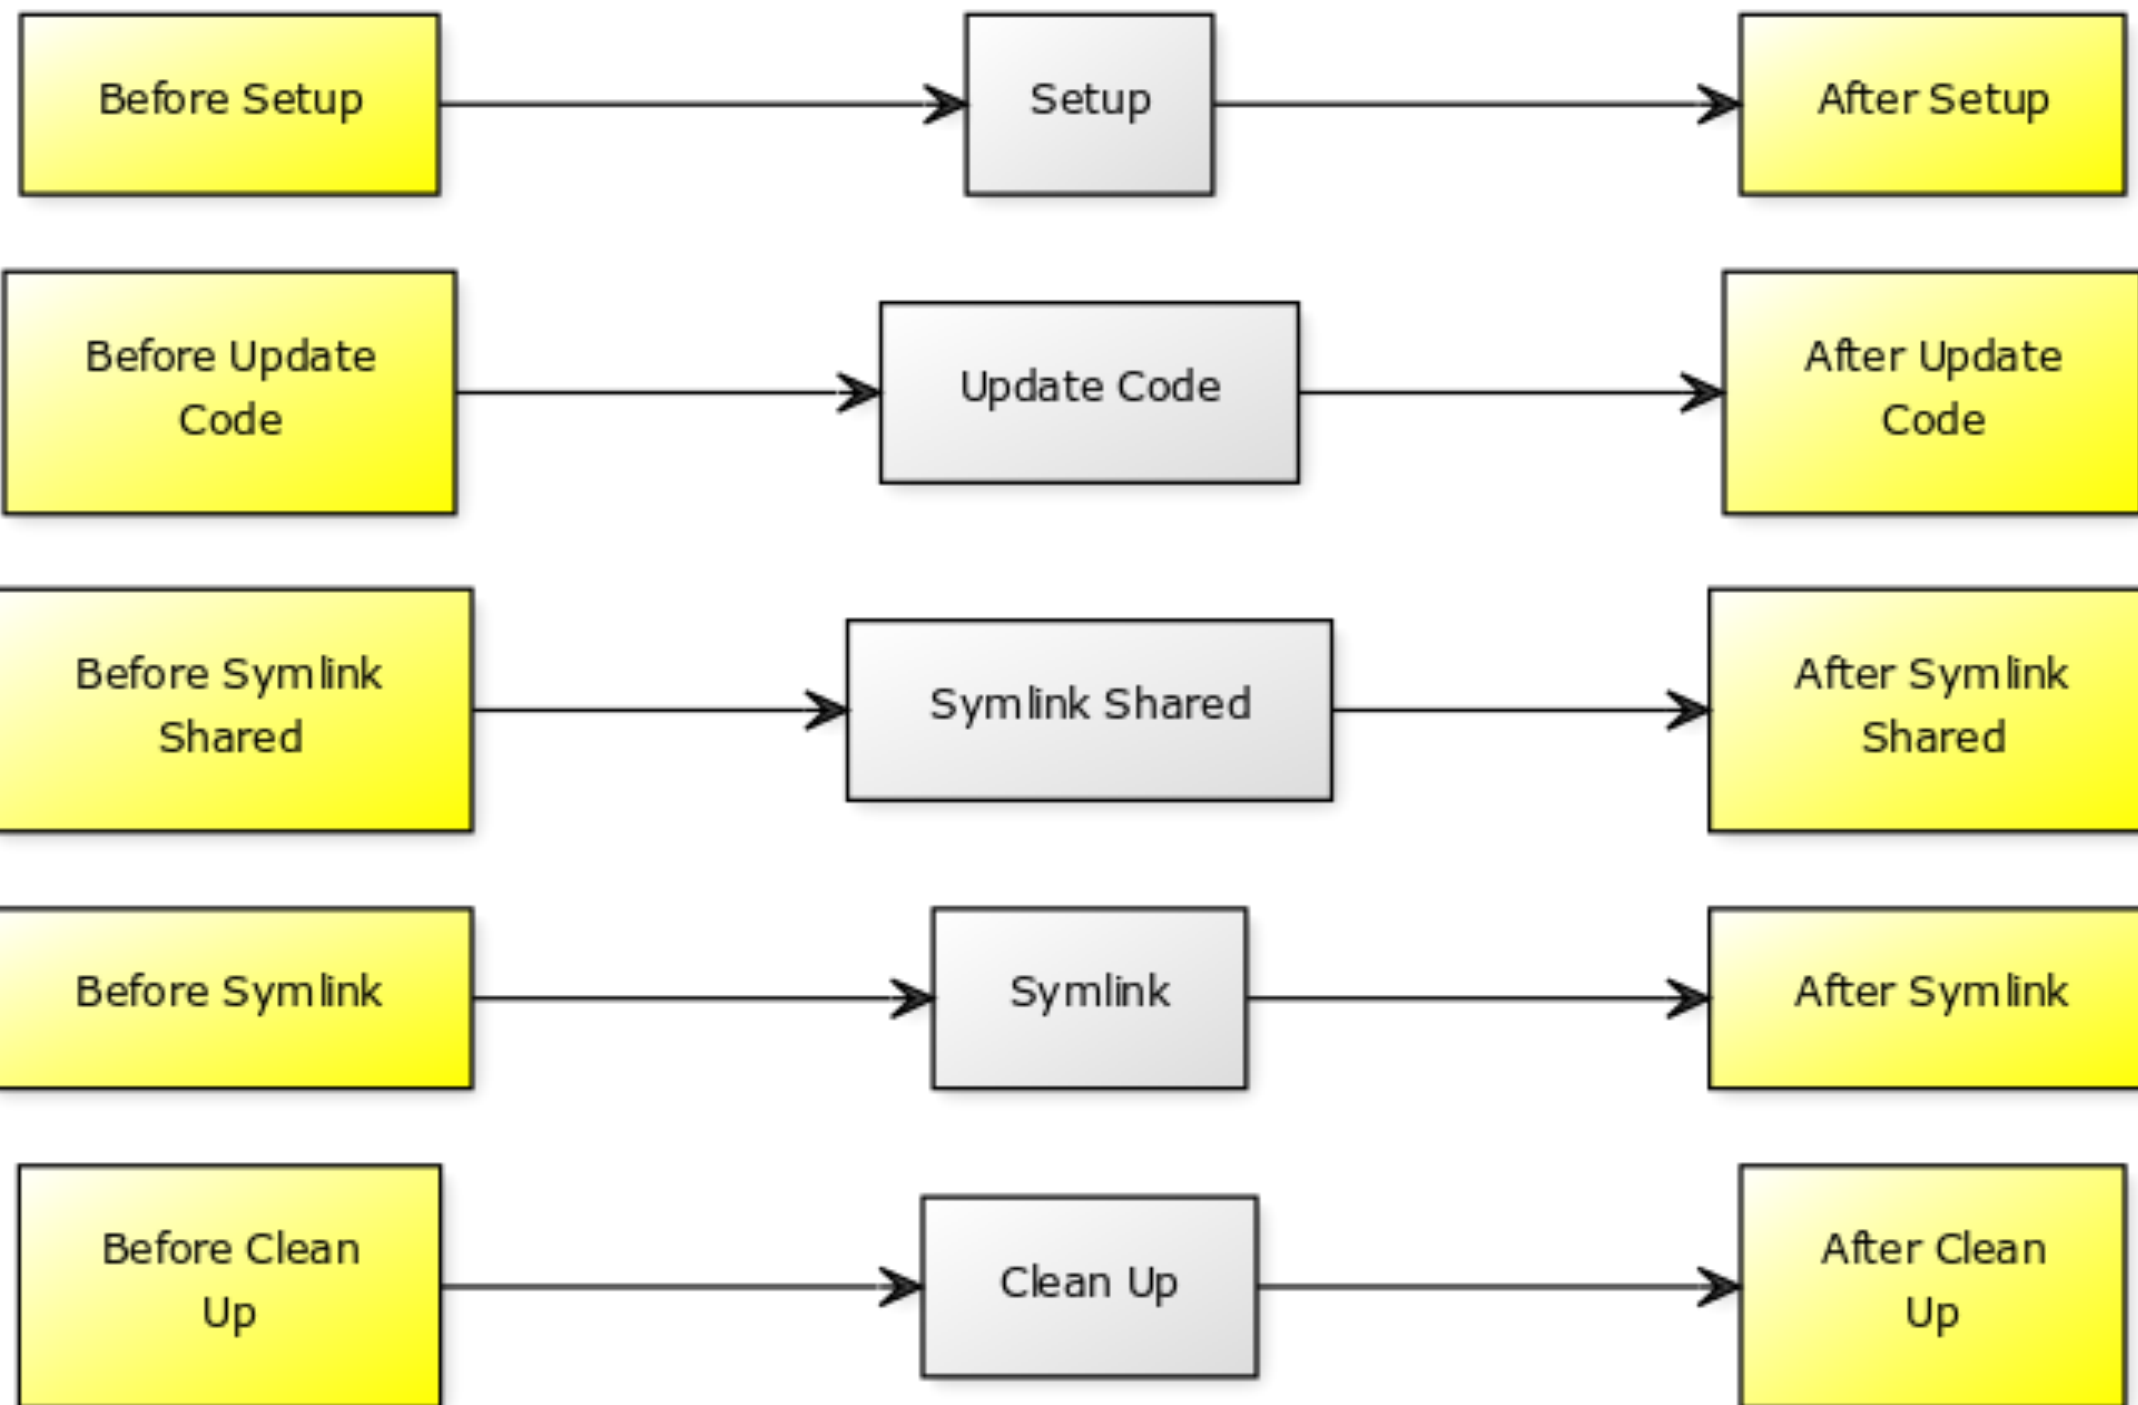 Before Setup
Setup
After Setup
Before Update
Code
Update Code
After Update
Code
Before Symlink
Shared
Symlink Shared
After Symlink
Shared
Before Symlink
Symlink
After Symlink
Before Clean
Up
Clean Up
After Clean
Up